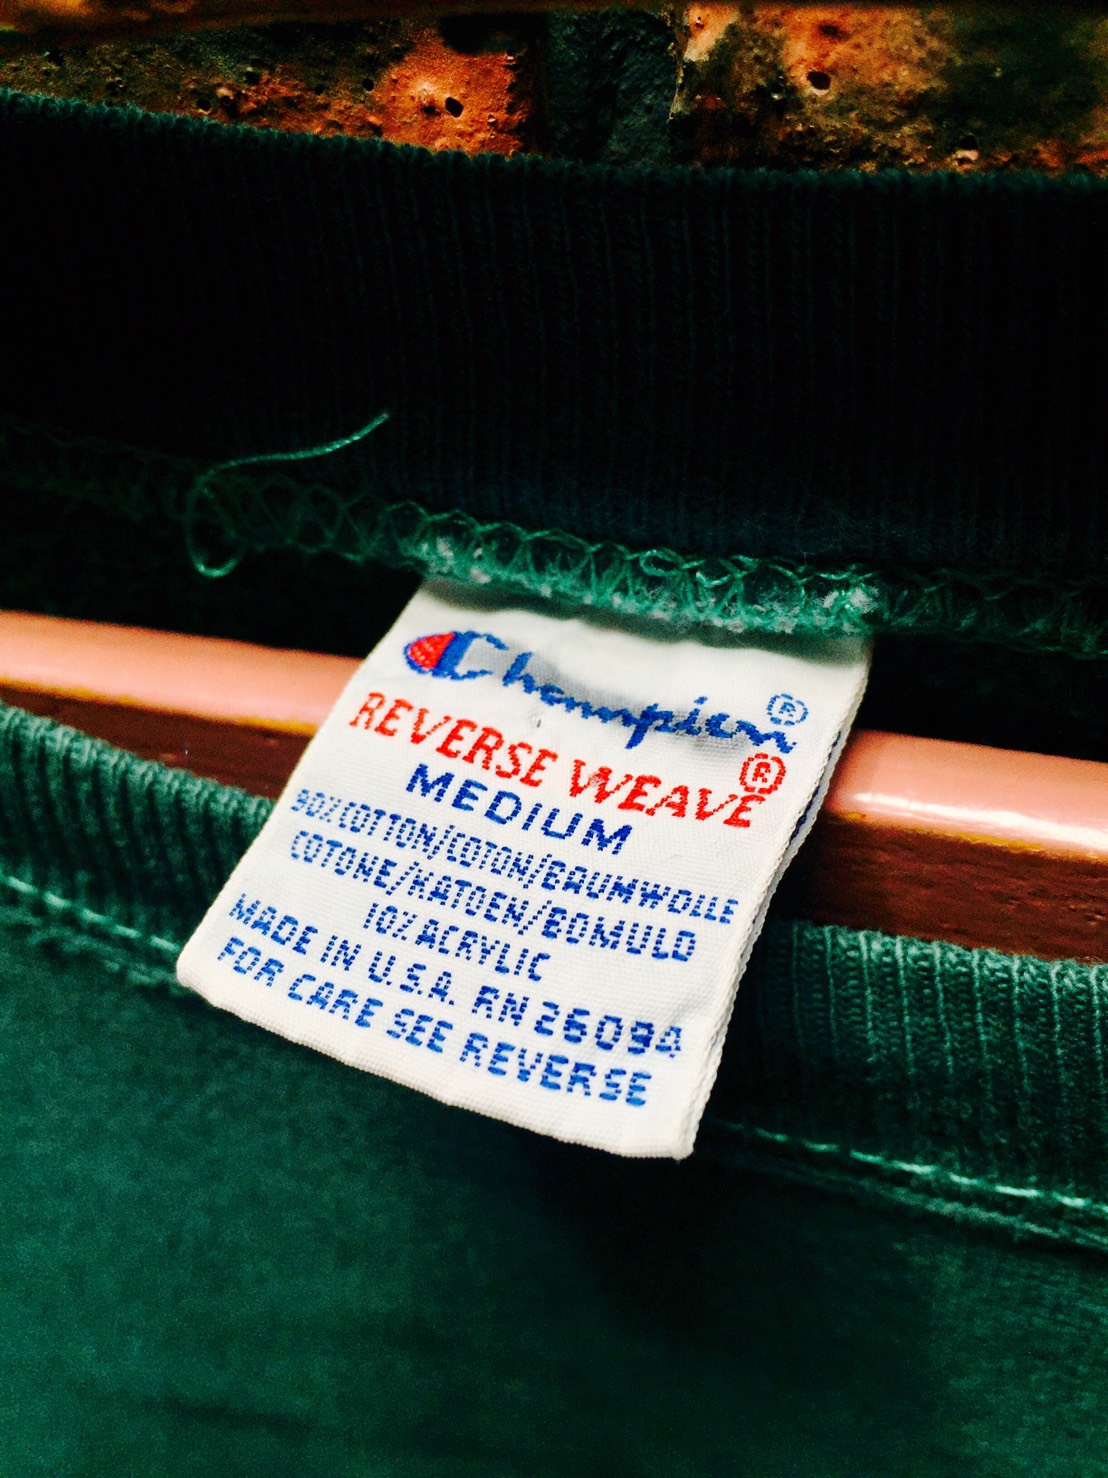 Champion®
REVERSE WEAVE®
MEDIUM
90% COTTON/COTON/BAUMWOLLE
COTONE/KATOEN/BOMULD
10% ACRYLIC
MADE IN U.S.A. RN 26094
FOR CARE SEE REVERSE